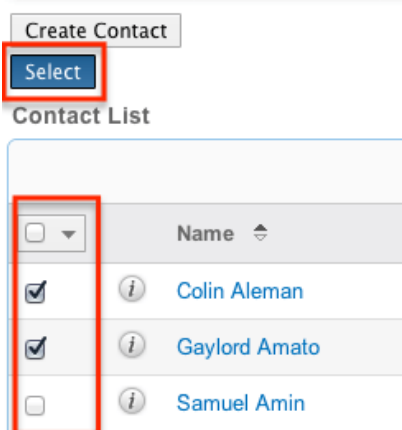 Create Contact
Select
Contact List
Name
i Colin Aleman
i Gaylord Amato
i Samuel Amin